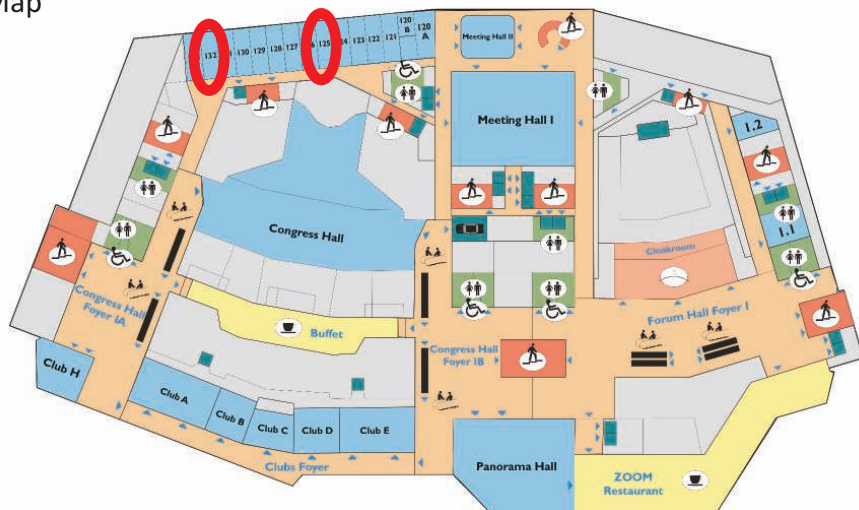 Map
132
130
129
128
127
125
123
122
121
120
B
120
A
Meeting Hall II
Meeting Hall I
1.2
1.1
Congress Hall
Cloakroom
Congress Hall
Foyer IA
Buffet
Congress Hall
Foyer IB
Forum Hall Foyer I
Club H
Club A
Club B
Club C
Club D
Club E
Clubs Foyer
Panorama Hall
ZOOM
Restaurant